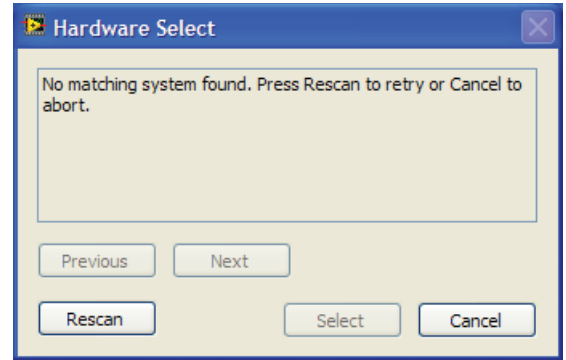 Hardware Select
No matching system found. Press Rescan to retry or Cancel to
abort.
Previous Next
Rescan Select Cancel